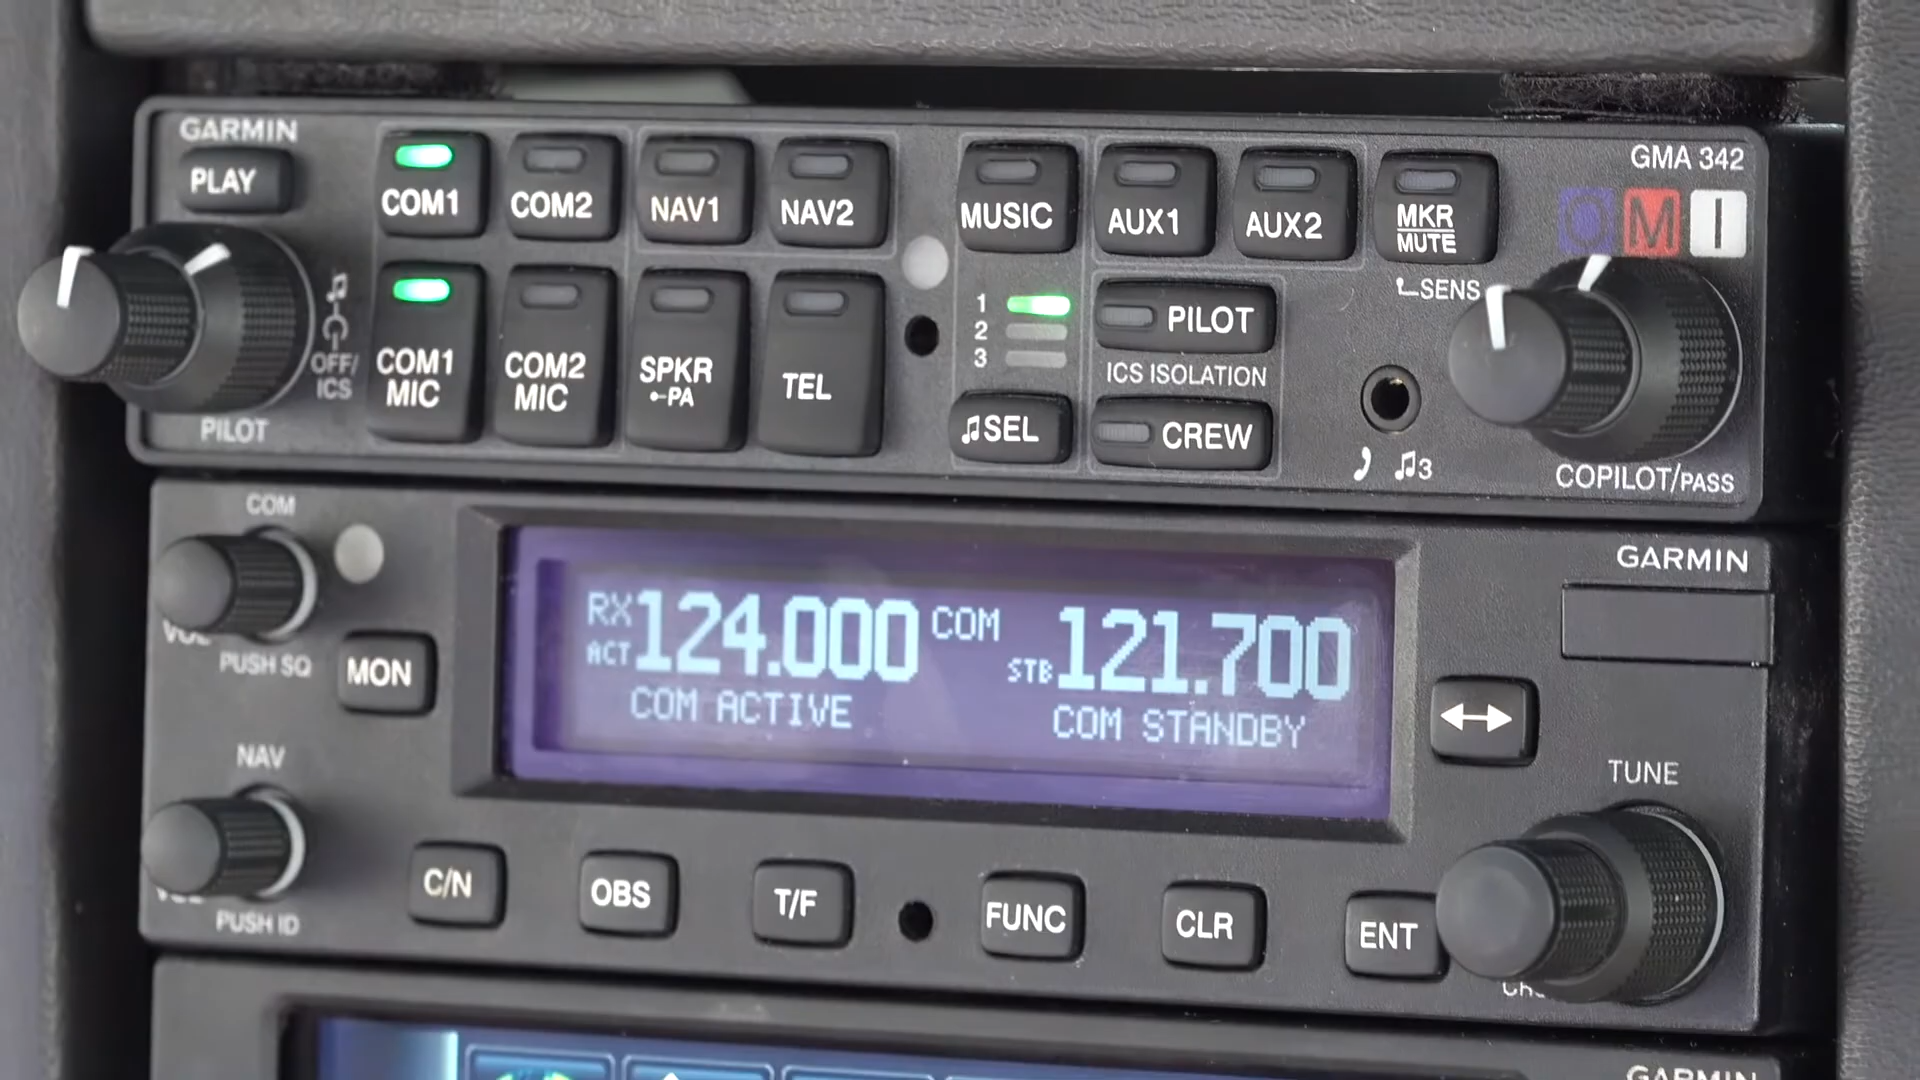 GARMIN
GMA 342
PLAY
COM1
COM2
NAV1
NAV2
MUSIC
AUX1
AUX2
MKR
MUTE
O M I
SENS
OFF/
ICS
PILOT
COM1
MIC
COM2
MIC
SPKR
PA
TEL
1
2
3
SEL
PILOT
ICS ISOLATION
CREW
3
COPILOT/PASS
COM
GARMIN
VOL
PUSH SQ
MON
RX 124.000 COM 121.700
ACT STB
COM ACTIVE COM STANDBY
TUNE
NAV
PUSH ID
C/N
OBS
T/F
FUNC
CLR
ENT
GARMIN